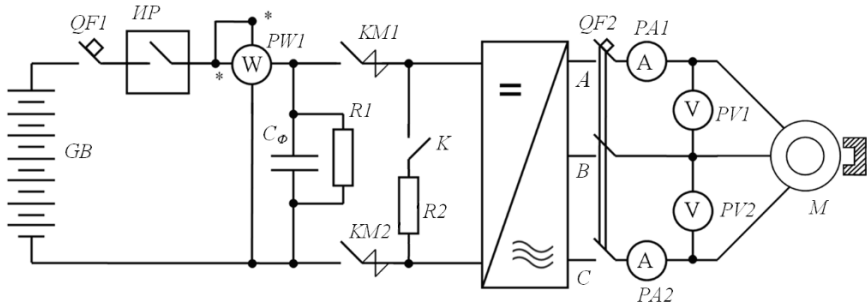 QF1
ИР
*
*
PW1
W
KM1
QF2
PA1
A
A
R1
CФ
K
V
PV1
GB
B
R2
V
PV2
M
KM2
C
A
PA2